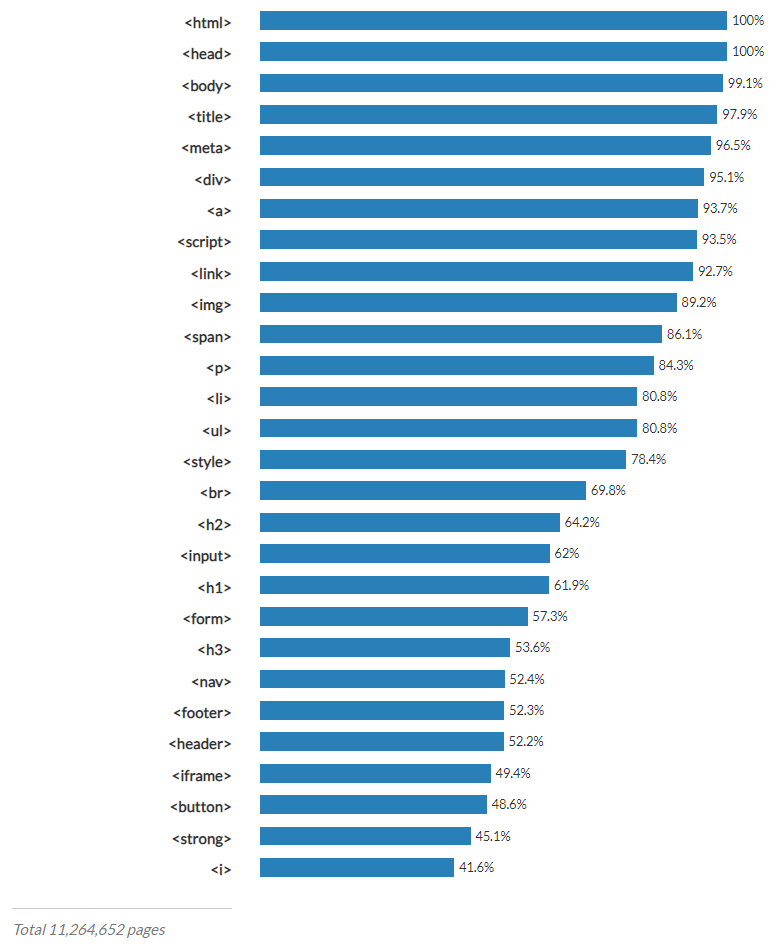 <html> 100%
<head> 100%
<body> 99.1%
<title> 97.9%
<meta> 96.5%
<div> 95.1%
<a> 93.7%
<script> 93.5%
<link> 92.7%
<img> 89.2%
<span> 86.1%
<p> 84.3%
<li> 80.8%
<ul> 80.8%
<style> 78.4%
<br> 69.8%
<h2> 64.2%
<input> 62%
<h1> 61.9%
<form> 57.3%
<h3> 53.6%
<nav> 52.4%
<footer> 52.3%
<header> 52.2%
<iframe> 49.4%
<button> 48.6%
<strong> 45.1%
<i> 41.6%
Total 11,264,652 pages